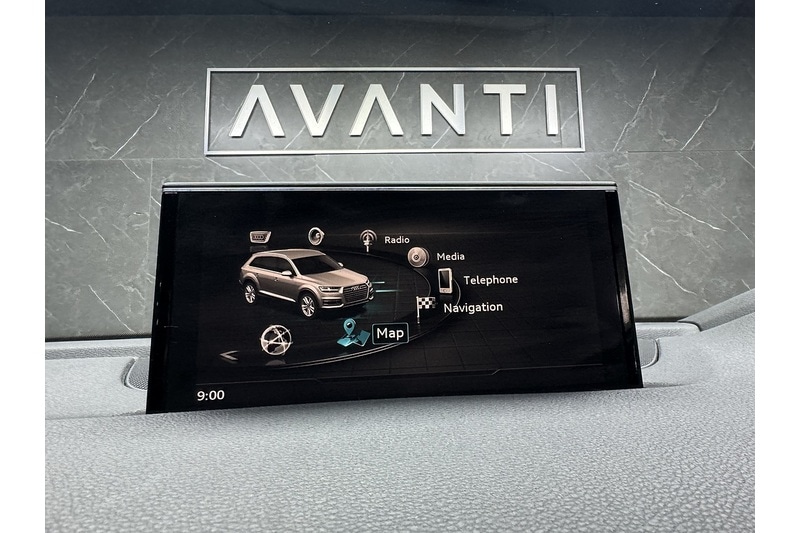 AVANTI
Radio
Media
Telephone
Navigation
Map
9:00